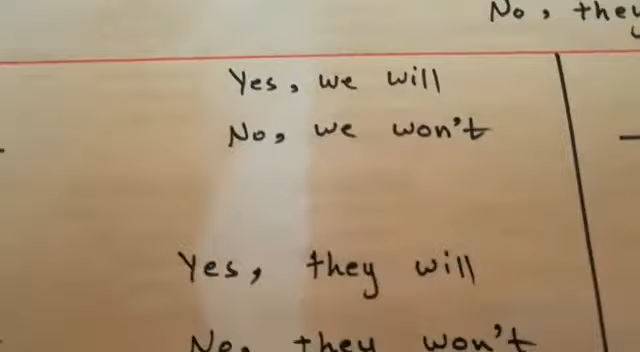 No, they
Yes, we will
No, we won't
Yes, they will
No, they won't